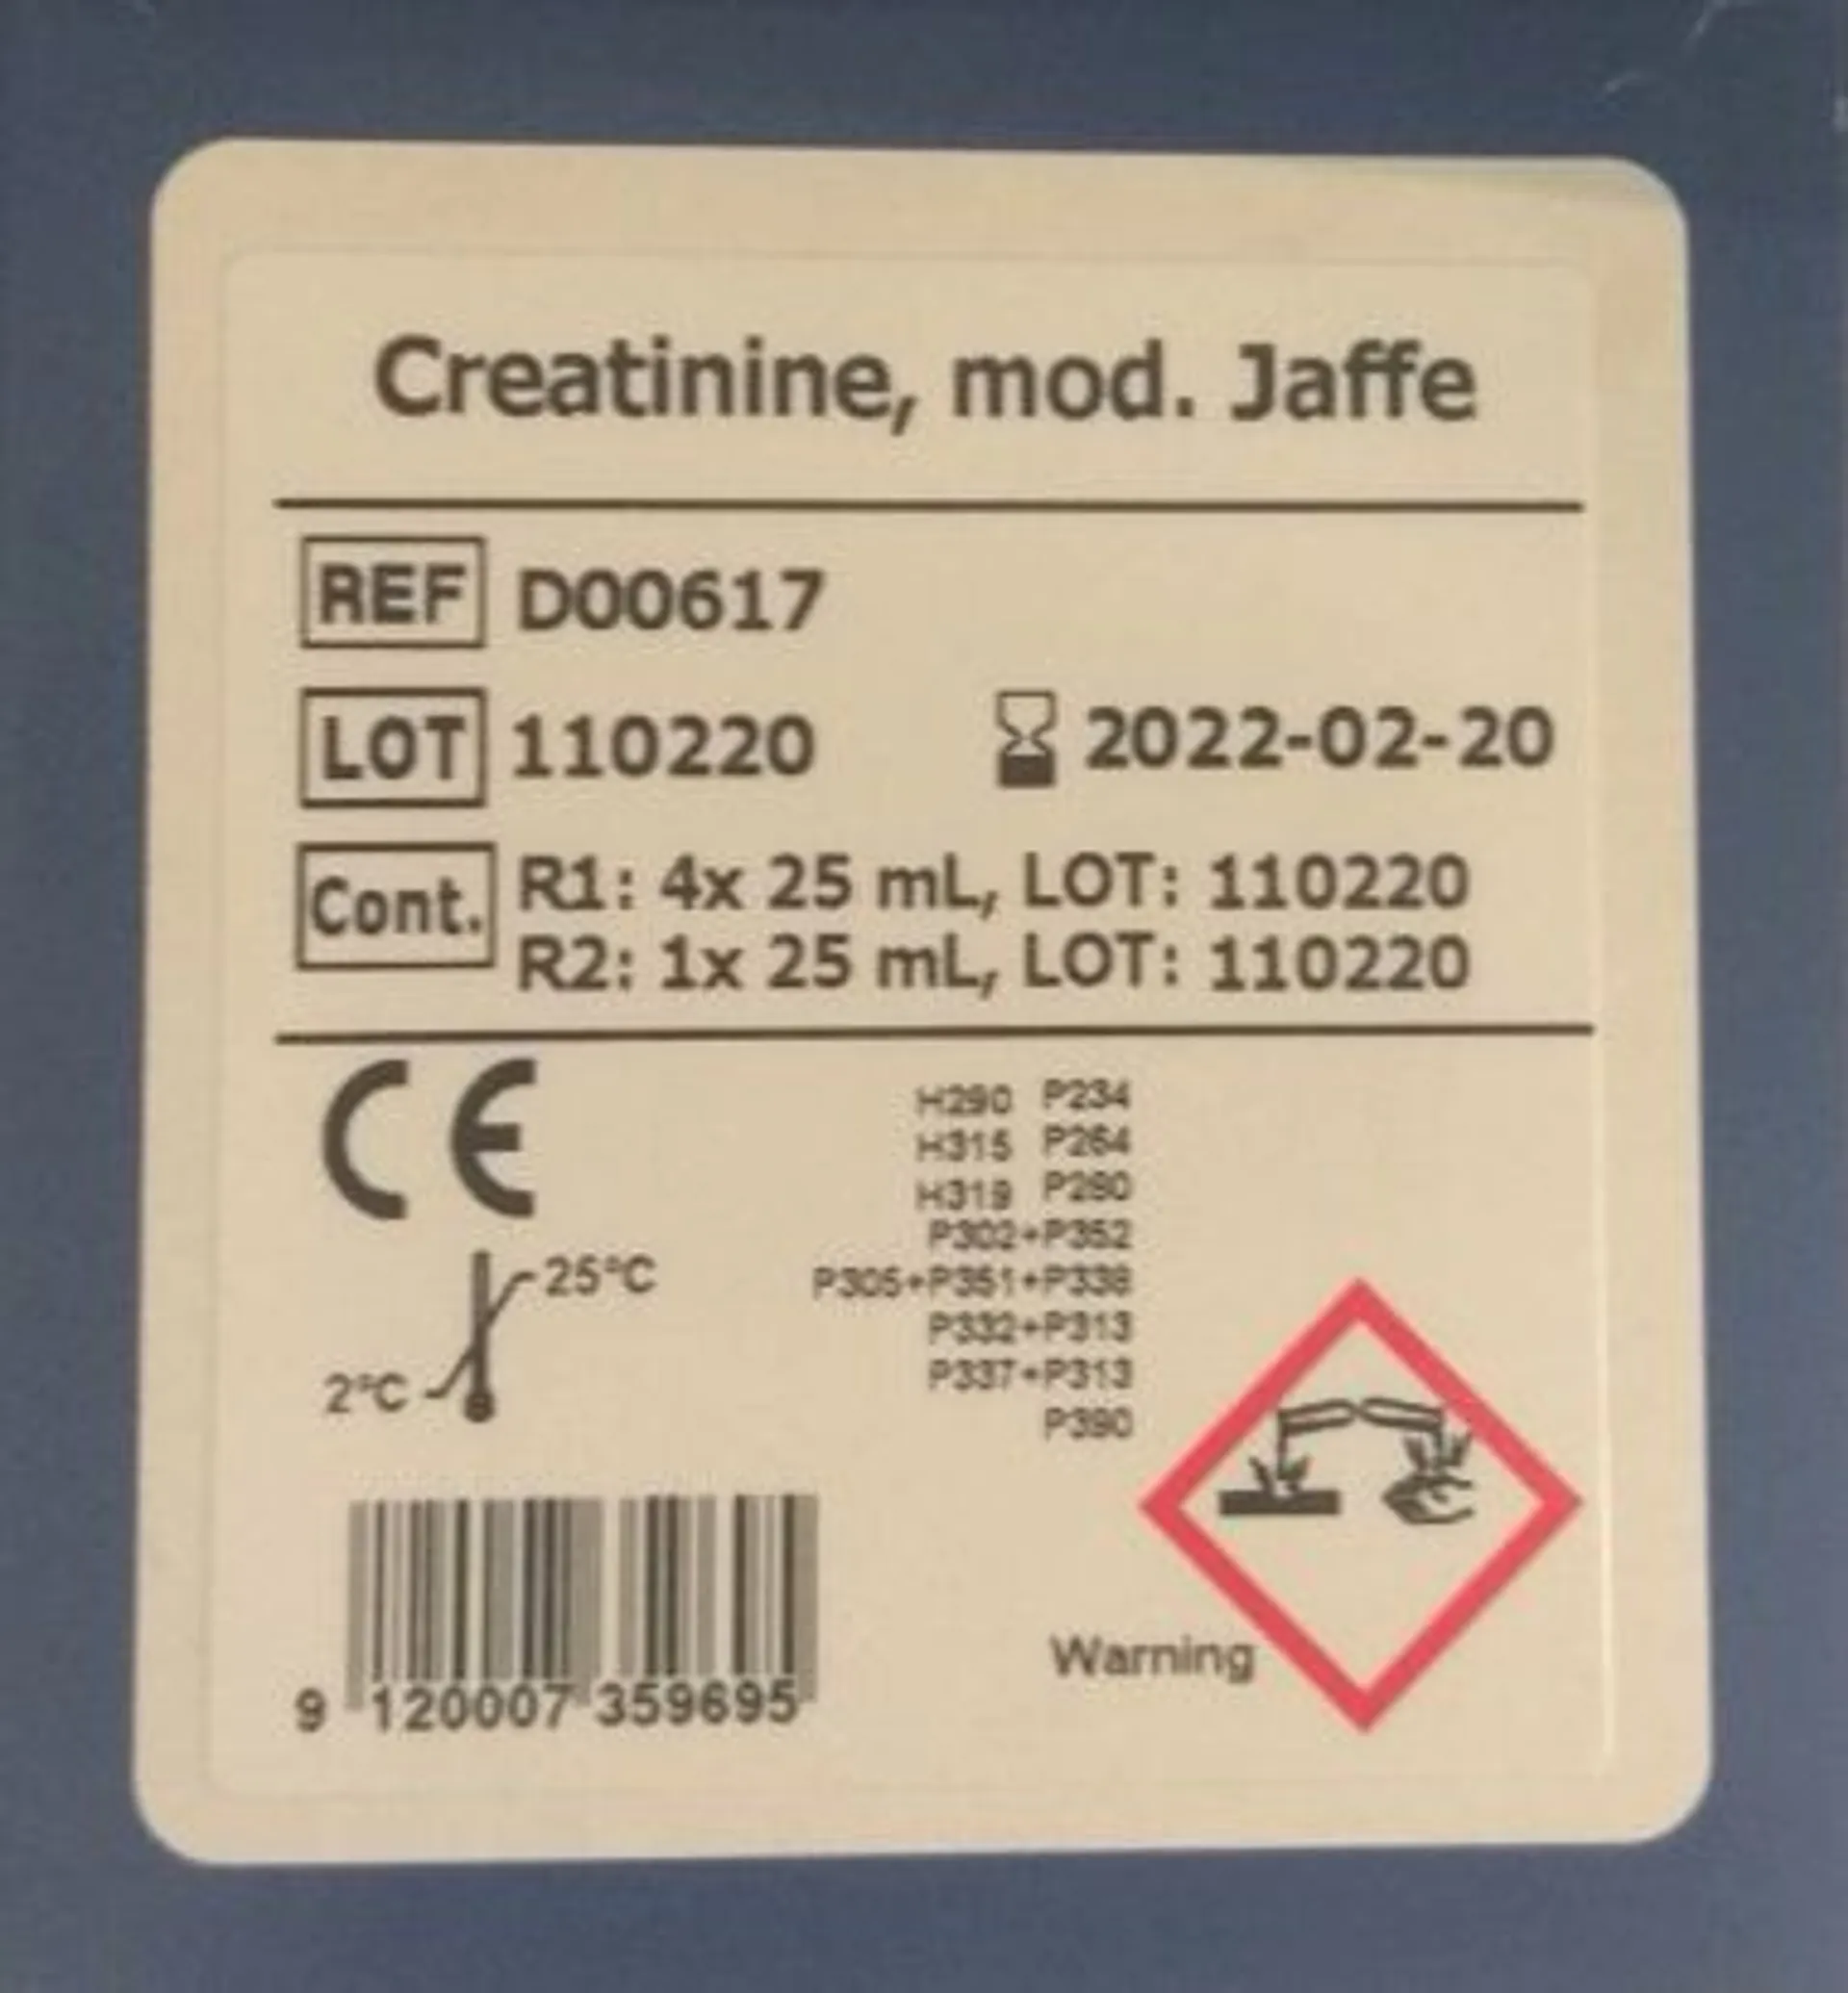 Creatinine, mod. Jaffe
REF D00617
LOT 110220 2022-02-20
Cont. R1: 4x 25 mL, LOT: 110220
R2: 1x 25 mL, LOT: 110220
CE
H290 P234
H315 P264
H319 P280
P302+P352
P305+P351+P338
P332+P313
P337+P313
P390
25°C
2°C
Warning
9 120007 359695